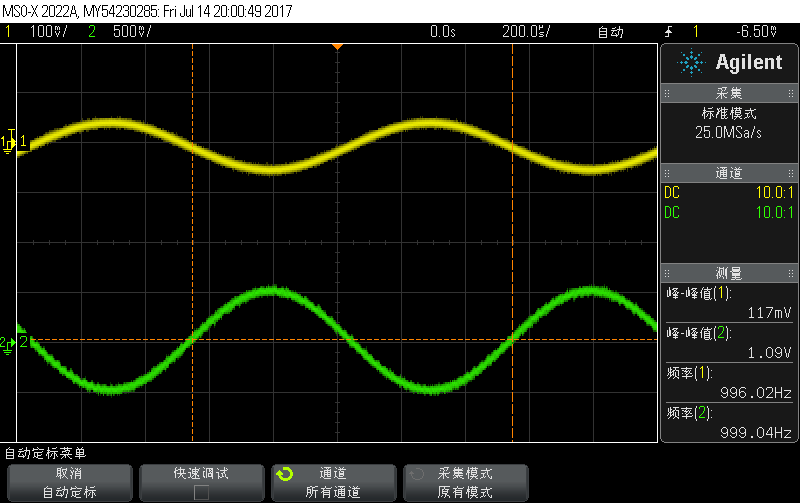 MSO-X 2022A, MY54230285: Fri Jul 14 20:00:49 2017
1 100mV/ 2 500mV/ 0.0s 200.0us/ 自动 1 -6.50mV
Agilent
采集
标准模式
25.0MSa/s
通道
DC 10.0:1
DC 10.0:1
测量
峰-峰值(1):
117mV
峰-峰值(2):
1.09V
频率(1):
996.02Hz
频率(2):
999.04Hz
1 T 1
2 2
自动定标菜单
取消 快速调试 通道 采集模式
自动定标 所有通道 原有模式